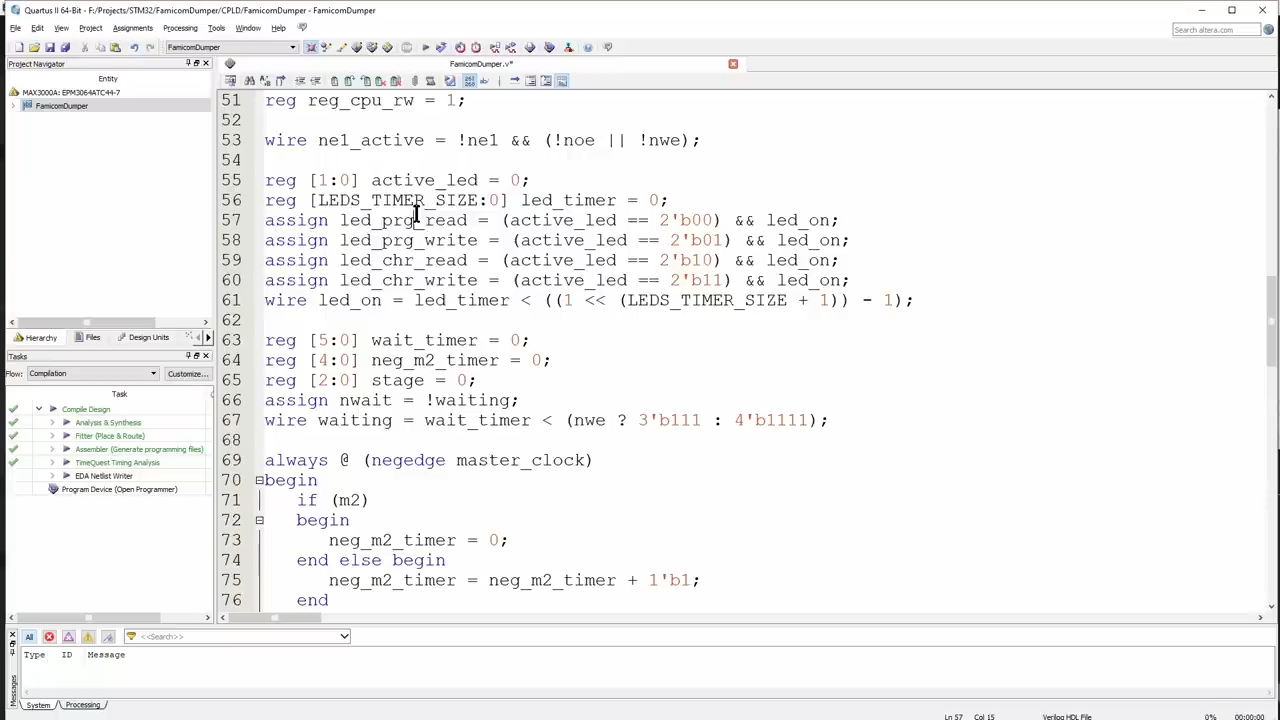 Quartus II 64-Bit - F:/Projects/STM32/FamicomDumper/CPLD/FamicomDumper - FamicomDumper
File Edit View Project Assignments Processing Tools Window Help
Search altera.com
FamicomDumper
Project Navigator
FamicomDumper.v*
Entity
MAX3000A: EPM3064ATC44-7
FamicomDumper
Hierarchy Files Design Units
Tasks
Flow: Compilation Customize...
Task
Compile Design
Analysis & Synthesis
Fitter (Place & Route)
Assembler (Generate programming files)
TimeQuest Timing Analysis
EDA Netlist Writer
Program Device (Open Programmer)
51 reg reg_cpu_rw = 1;
52
53 wire ne1_active = !ne1 && (!noe || !nwe);
54
55 reg [1:0] active_led = 0;
56 reg [LEDS_TIMER_SIZE:0] led_timer = 0;
57 assign led_prg_read = (active_led == 2'b00) && led_on;
58 assign led_prg_write = (active_led == 2'b01) && led_on;
59 assign led_chr_read = (active_led == 2'b10) && led_on;
60 assign led_chr_write = (active_led == 2'b11) && led_on;
61 wire led_on = led_timer < ((1 << (LEDS_TIMER_SIZE + 1)) - 1);
62
63 reg [5:0] wait_timer = 0;
64 reg [4:0] neg_m2_timer = 0;
65 reg [2:0] stage = 0;
66 assign nwait = !waiting;
67 wire waiting = wait_timer < (nwe ? 3'b111 : 4'b1111);
68
69 always @ (negedge master_clock)
70 begin
71 if (m2)
72 begin
73 neg_m2_timer = 0;
74 end else begin
75 neg_m2_timer = neg_m2_timer + 1'b1;
76 end
All <<Search>>
Type ID Message
Messages
System Processing
Ln 57 Col 15 Verilog HDL File 0% 00:00:00